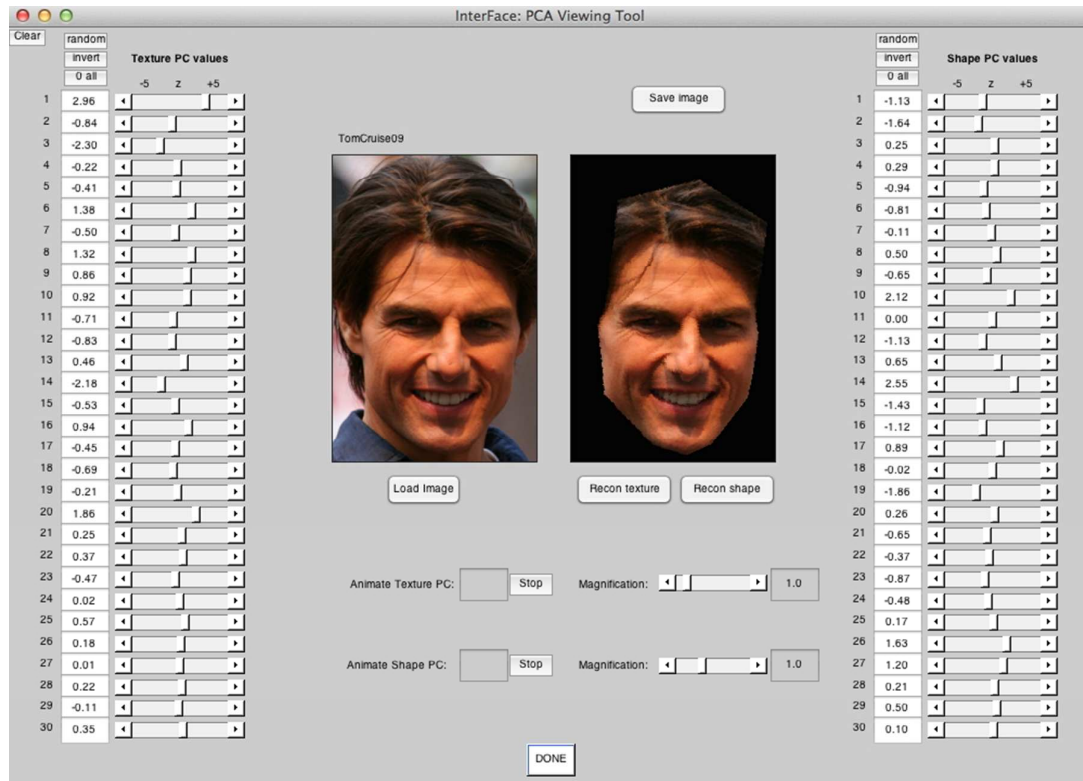 InterFace: PCA Viewing Tool
Clear
random random
invert Texture PC values invert Shape PC values
0 all -5 z +5 0 all -5 z +5
Save image
TomCruise09
1 2.96 1 -1.13
2 -0.84 2 -1.64
3 -2.30 3 0.25
4 -0.22 4 0.29
5 -0.41 5 -0.94
6 1.38 6 -0.81
7 -0.50 7 -0.11
8 1.32 8 0.50
9 0.86 9 -0.65
10 0.92 10 2.12
11 -0.71 11 0.00
12 -0.83 12 -1.13
13 0.46 13 0.65
14 -2.18 14 2.55
15 -0.53 15 -1.43
16 0.94 16 -1.12
17 -0.45 17 0.89
18 -0.69 18 -0.02
19 -0.21 Load Image Recon texture Recon shape 19 -1.86
20 1.86 20 0.26
21 0.25 21 -0.65
22 0.37 22 -0.37
23 -0.47 Animate Texture PC: Stop Magnification: 1.0 23 -0.87
24 0.02 24 -0.48
25 0.57 25 0.17
26 0.18 26 1.63
27 0.01 Animate Shape PC: Stop Magnification: 1.0 27 1.20
28 0.22 28 0.21
29 -0.11 29 0.50
30 0.35 30 0.10
DONE